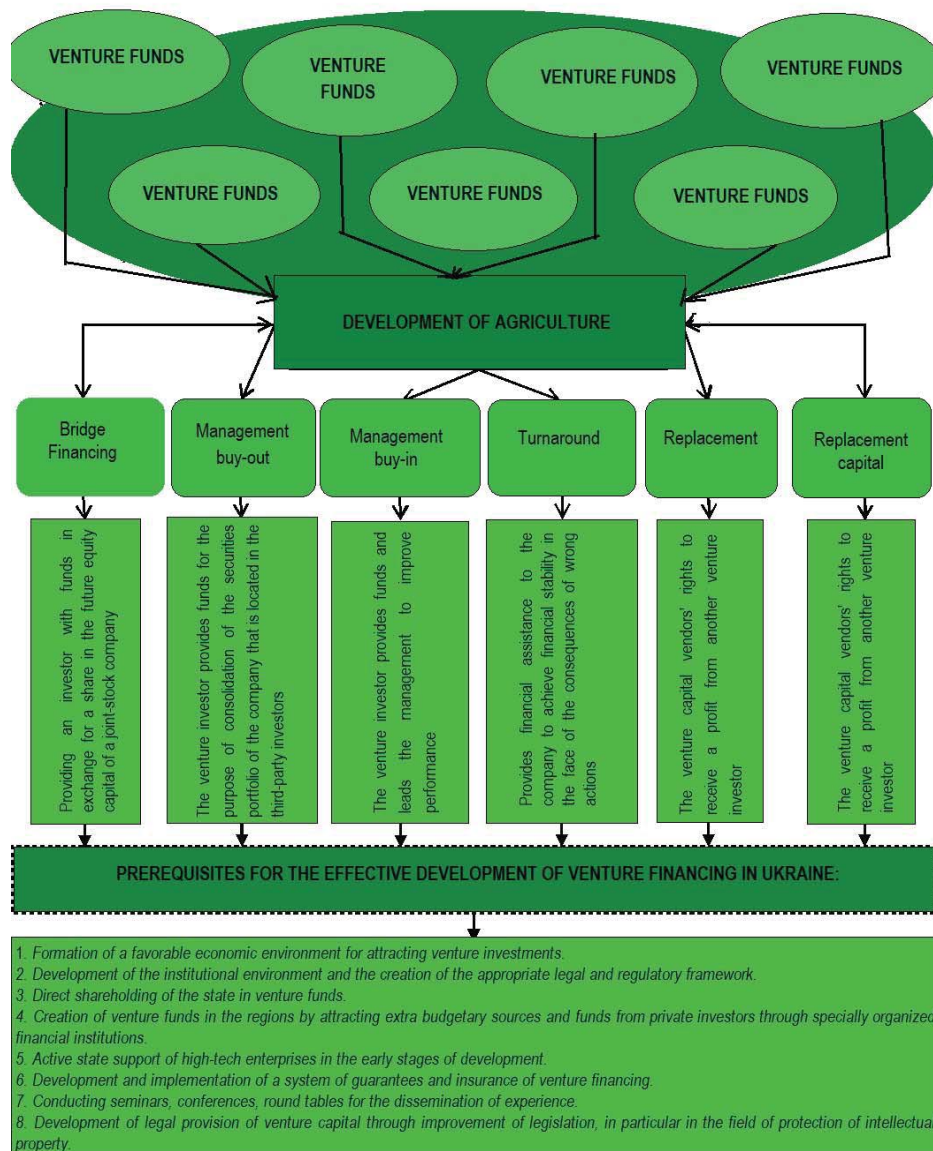 VENTURE FUNDS
VENTURE
FUNDS
VENTURE FUNDS
VENTURE FUNDS
VENTURE FUNDS
VENTURE FUNDS
VENTURE FUNDS
DEVELOPMENT OF AGRICULTURE
Bridge
Financing
Management
buy-out
Management
buy-in
Turnaround
Replacement
Replacement
capital
Providing an investor with funds in
exchange for a share in the future equity
capital of a joint-stock company
The venture investor provides funds for the
purpose of consolidation of the securities
portfolio of the company that is located in the
third-party investors
The venture investor provides funds and
leads the management to improve
performance
Provides financial assistance to the
company to achieve financial stability in
the face of the consequences of wrong
actions
The venture capital vendors' rights to
receive a profit from another venture
investor
The venture capital vendors' rights to
receive a profit from another venture
investor
PREREQUISITES FOR THE EFFECTIVE DEVELOPMENT OF VENTURE FINANCING IN UKRAINE:
1. Formation of a favorable economic environment for attracting venture investments.
2. Development of the institutional environment and the creation of the appropriate legal and regulatory framework.
3. Direct shareholding of the state in venture funds.
4. Creation of venture funds in the regions by attracting extra budgetary sources and funds from private investors through specially organized
financial institutions.
5. Active state support of high-tech enterprises in the early stages of development.
6. Development and implementation of a system of guarantees and insurance of venture financing.
7. Conducting seminars, conferences, round tables for the dissemination of experience.
8. Development of legal provision of venture capital through improvement of legislation, in particular in the field of protection of intellectual
property.